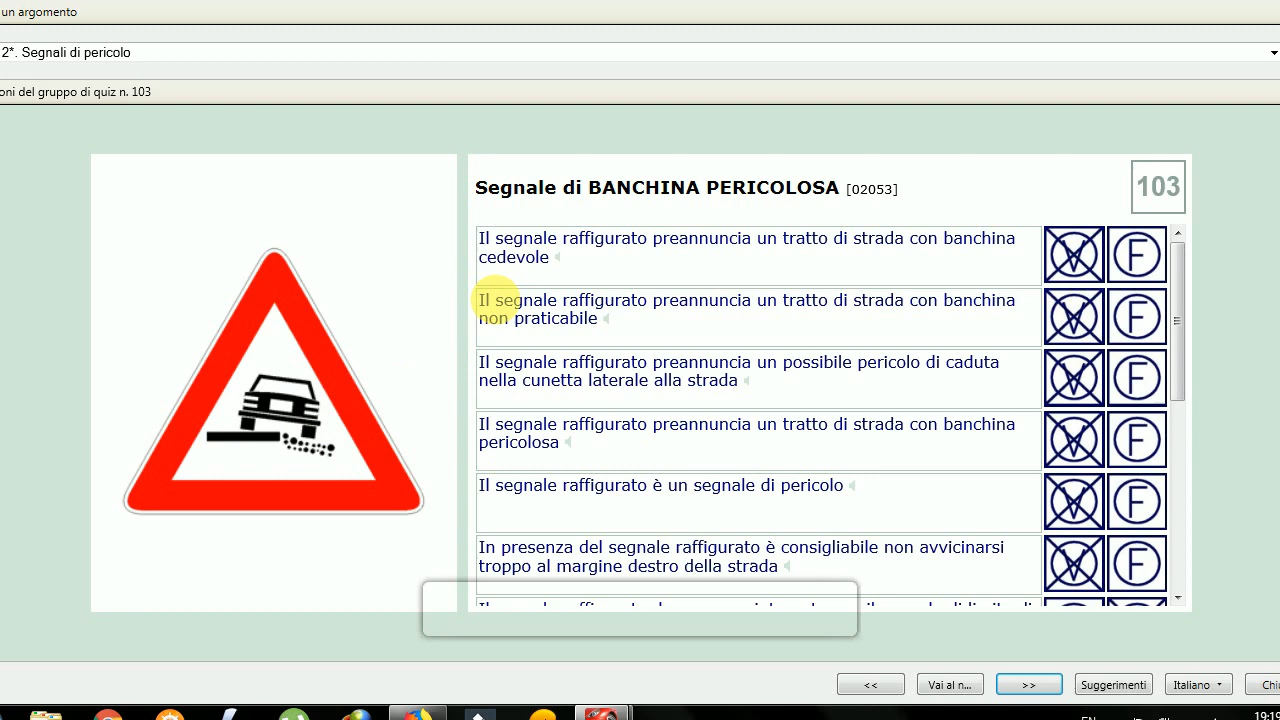 un argomento
2*. Segnali di pericolo
oni del gruppo di quiz n. 103
Segnale di BANCHINA PERICOLOSA [02053]
103
Il segnale raffigurato preannuncia un tratto di strada con banchina
cedevole
V F
Il segnale raffigurato preannuncia un tratto di strada con banchina
non praticabile
V F
Il segnale raffigurato preannuncia un possibile pericolo di caduta
nella cunetta laterale alla strada
V F
Il segnale raffigurato preannuncia un tratto di strada con banchina
pericolosa
V F
Il segnale raffigurato è un segnale di pericolo
V F
In presenza del segnale raffigurato è consigliabile non avvicinarsi
troppo al margine destro della strada
V F
<<
Vai al n...
>>
Suggerimenti
Italiano
Chi
EN
19:19